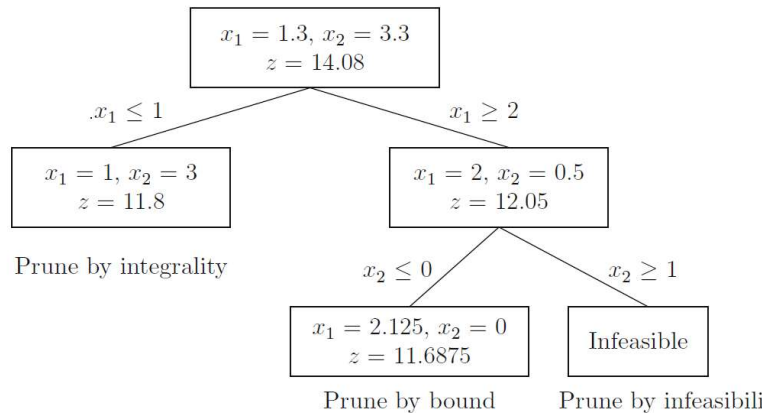 x₁ = 1.3, x₂ = 3.3
z = 14.08
.x₁ ≤ 1
x₁ ≥ 2
x₁ = 1, x₂ = 3
z = 11.8
x₁ = 2, x₂ = 0.5
z = 12.05
Prune by integrality
x₂ ≤ 0
x₂ ≥ 1
x₁ = 2.125, x₂ = 0
z = 11.6875
Infeasible
Prune by bound
Prune by infeasibili